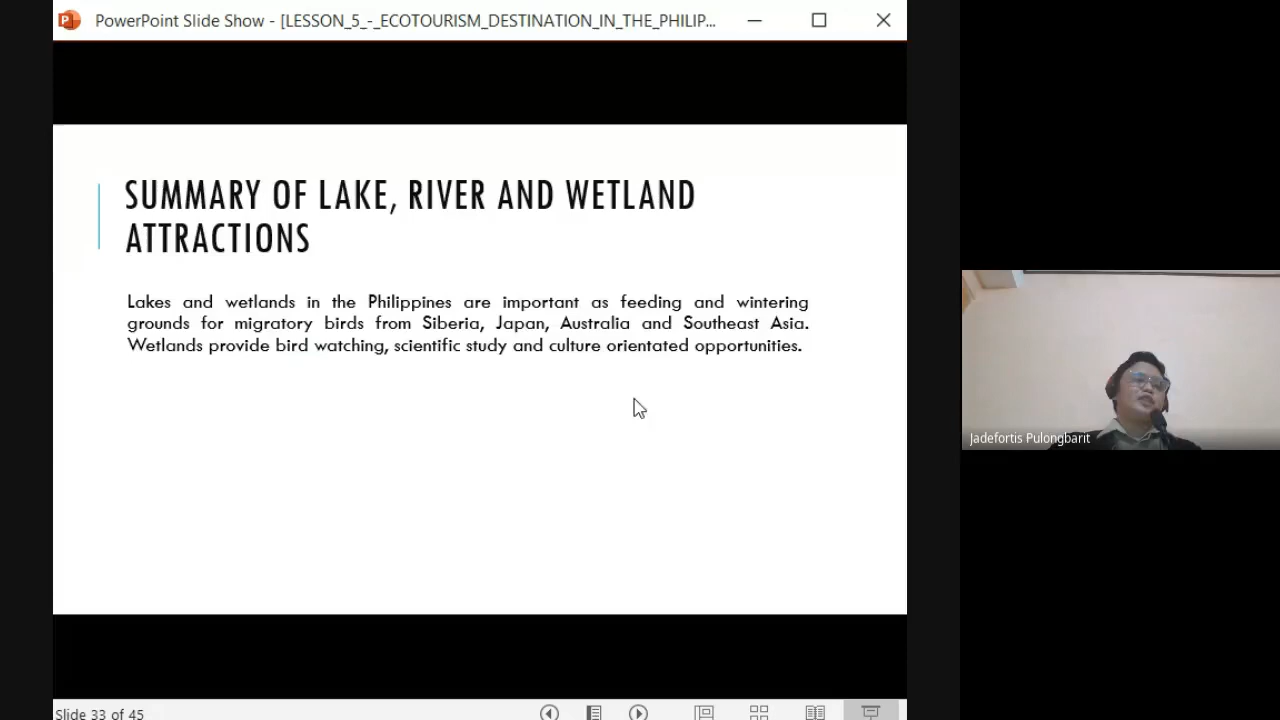 PowerPoint Slide Show - [LESSON_5_-_ECOTOURISM_DESTINATION_IN_THE_PHILIP...
SUMMARY OF LAKE, RIVER AND WETLAND
ATTRACTIONS
Lakes and wetlands in the Philippines are important as feeding and wintering
grounds for migratory birds from Siberia, Japan, Australia and Southeast Asia.
Wetlands provide bird watching, scientific study and culture orientated opportunities.
Jadefortis Pulongbarit
Slide 33 of 45